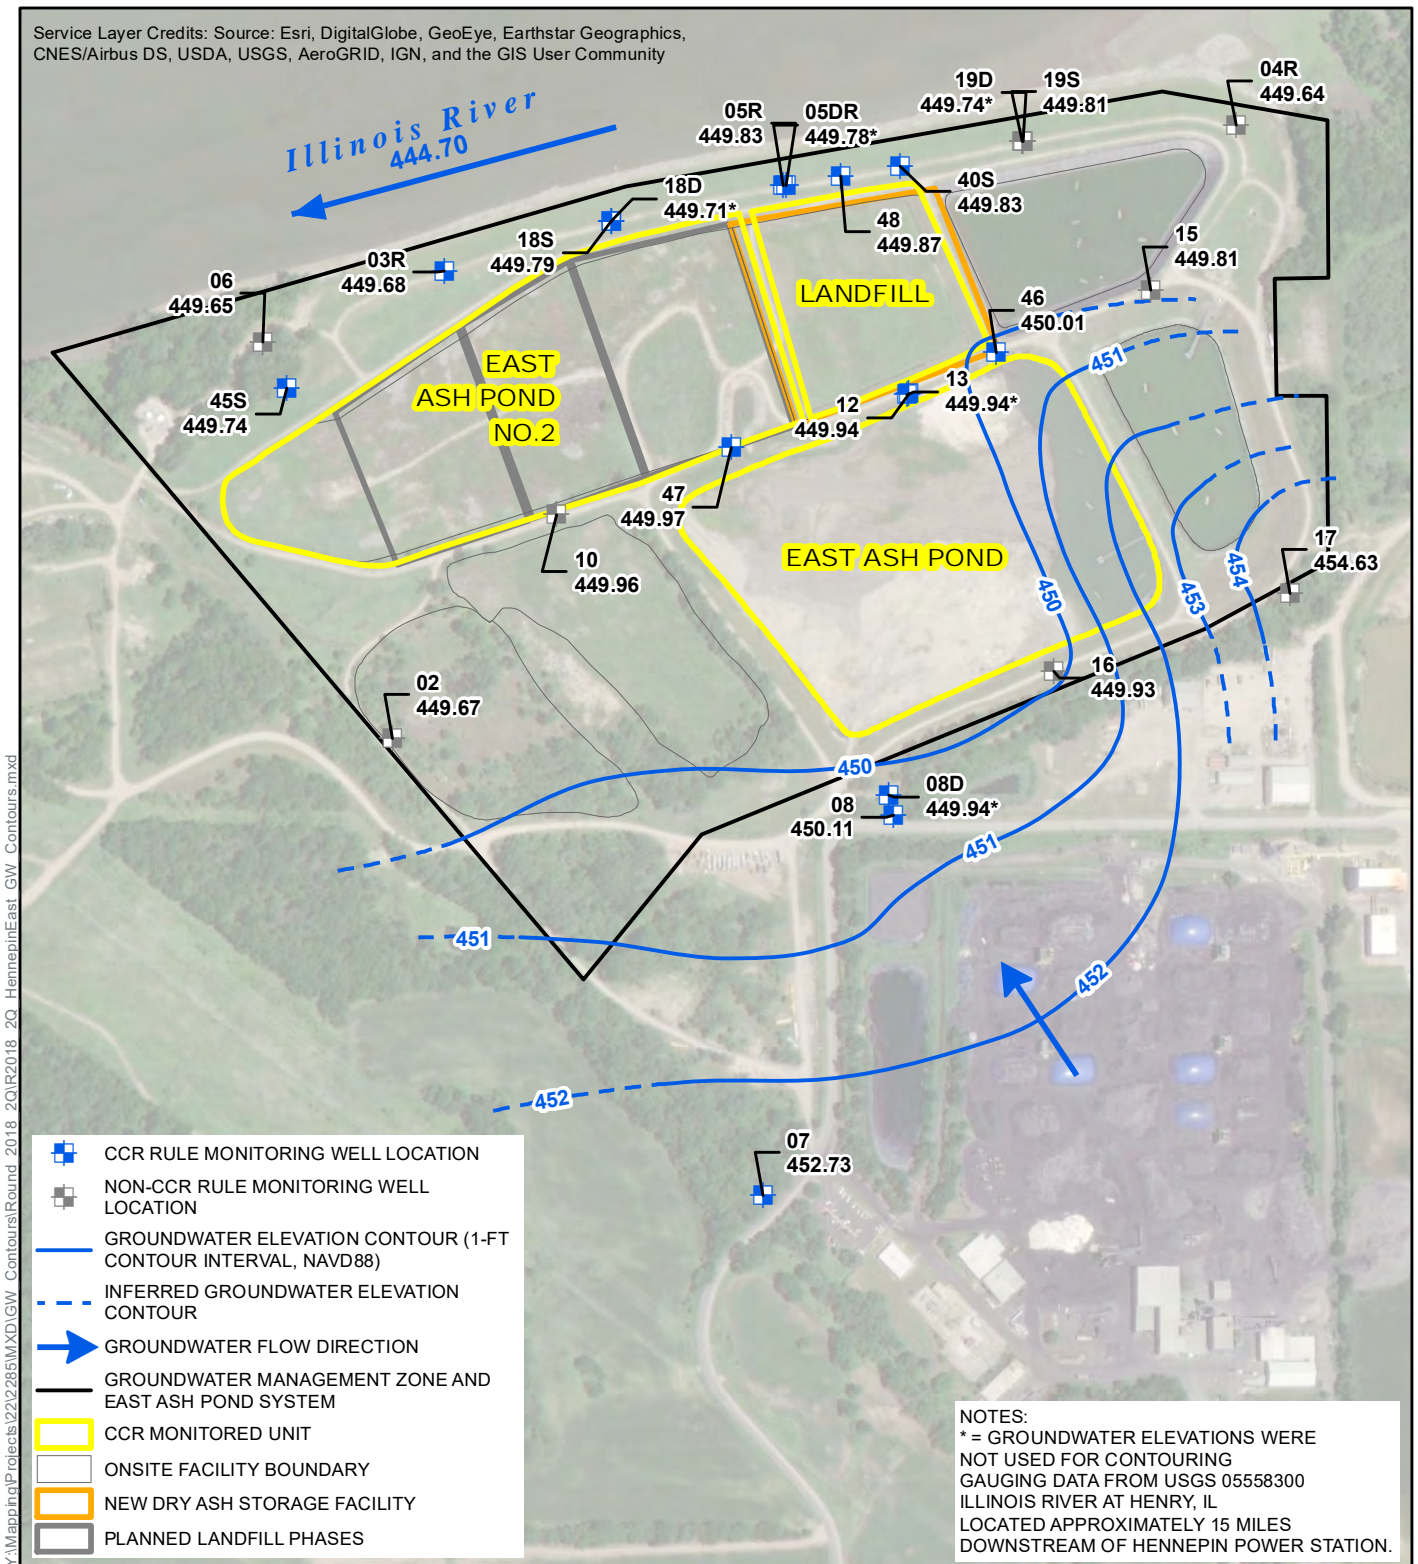 Service Layer Credits: Source: Esri, DigitalGlobe, GeoEye, Earthstar Geographics,
CNES/Airbus DS, USDA, USGS, AeroGRID, IGN, and the GIS User Community
Illinois River
444.70
19D
449.74*
19S
449.81
04R
449.64
05R
449.83
05DR
449.78*
18D
449.71*
40S
449.83
48
449.87
18S
449.79
15
449.81
03R
449.68
06
449.65
LANDFILL
46
450.01
EAST
ASH POND
NO.2
451
13
449.94*
12
449.94
45S
449.74
47
449.97
EAST ASH POND
17
454.63
10
449.96
450
453
454
16
449.93
02
449.67
450
08D
449.94*
08
450.11
451
451
452
452
07
452.73
CCR RULE MONITORING WELL LOCATION
NON-CCR RULE MONITORING WELL
LOCATION
GROUNDWATER ELEVATION CONTOUR (1-FT
CONTOUR INTERVAL, NAVD88)
INFERRED GROUNDWATER ELEVATION
CONTOUR
GROUNDWATER FLOW DIRECTION
GROUNDWATER MANAGEMENT ZONE AND
EAST ASH POND SYSTEM
CCR MONITORED UNIT
ONSITE FACILITY BOUNDARY
NEW DRY ASH STORAGE FACILITY
PLANNED LANDFILL PHASES
NOTES:
* = GROUNDWATER ELEVATIONS WERE
NOT USED FOR CONTOURING
GAUGING DATA FROM USGS 05558300
ILLINOIS RIVER AT HENRY, IL
LOCATED APPROXIMATELY 15 MILES
DOWNSTREAM OF HENNEPIN POWER STATION.
Y:\Mapping\Projects\22\2285\MXD\GW_Contours\Round_2018_2Q\R2018_2Q_HennepinEast_GW_Contours.mxd